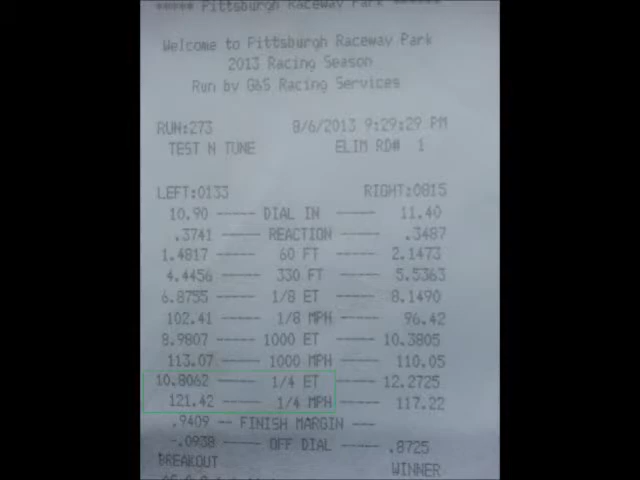 ***** Pittsburgh Raceway Park ******
Welcome to Pittsburgh Raceway Park
2013 Racing Season
Run by G&S Racing Services
RUN:273 8/6/2013 9:29:29 PM
TEST N TUNE ELIM RD# 1
LEFT:0133 RIGHT:0815
10.90 ----- DIAL IN ----- 11.40
.3741 ----- REACTION ----- .3487
1.4817 ----- 60 FT ----- 2.1473
4.4456 ----- 330 FT ----- 5.5363
6.8755 ----- 1/8 ET ----- 8.1490
102.41 ----- 1/8 MPH ----- 96.42
8.9807 ----- 1000 ET ----- 10.3805
113.07 ----- 1000 MPH ----- 110.05
10.8062 ----- 1/4 ET ----- 12.2725
121.42 ----- 1/4 MPH ----- 117.22
.9409 --- FINISH MARGIN ---
-.0938 ----- OFF DIAL ----- .8725
BREAKOUT WINNER